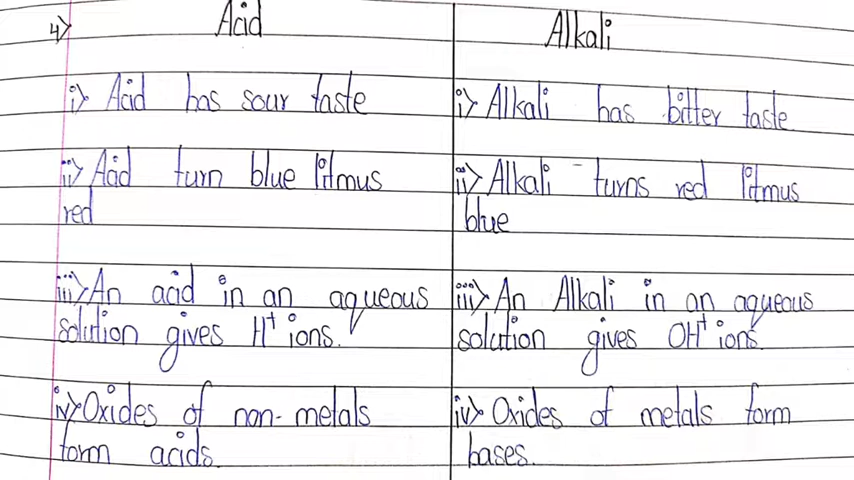 4> Acid Alkali
i> Acid has sour taste
ii> Acid turn blue litmus
red
iii> An acid in an aqueous
solution gives H+ ions.
iv> Oxides of non-metals
form acids.
i> Alkali has bitter taste
ii> Alkali turns red litmus
blue
iii> An Alkali in an aqueous
solution gives OH+ ions.
iv> Oxides of metals form
bases.